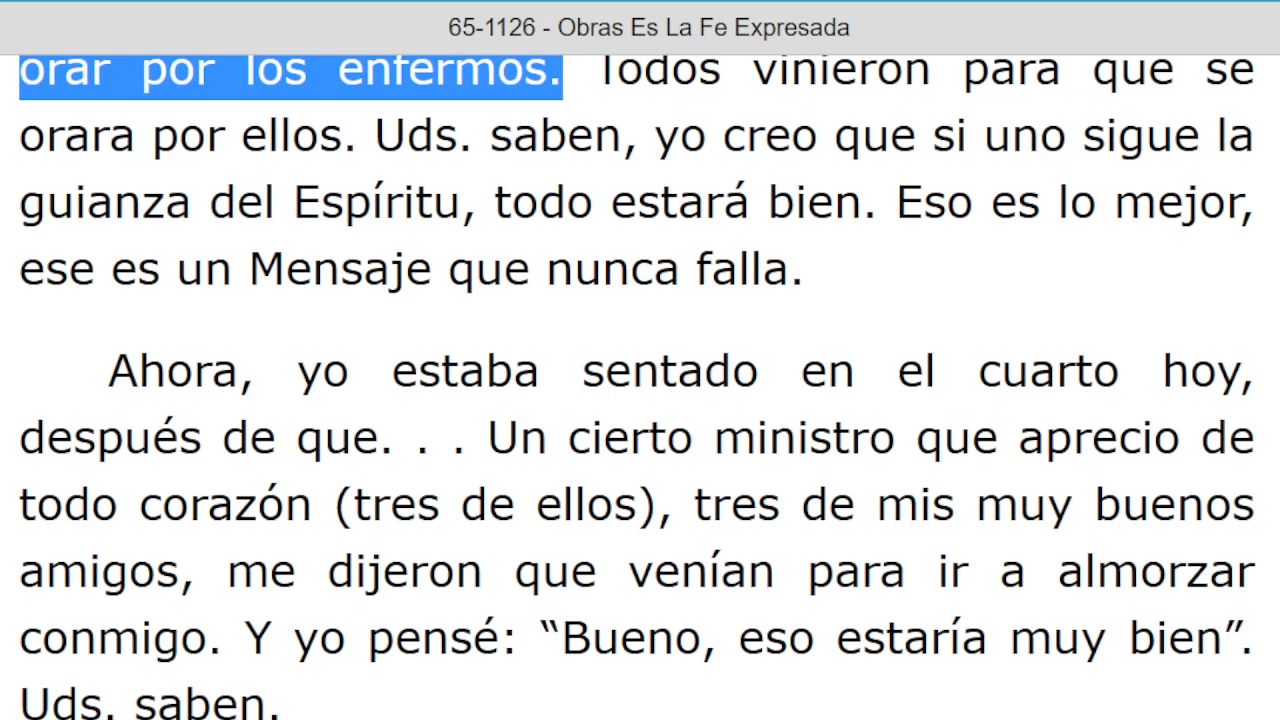 65-1126 - Obras Es La Fe Expresada
orar por los enfermos. Todos vinieron para que se
orara por ellos. Uds. saben, yo creo que si uno sigue la
guianza del Espíritu, todo estará bien. Eso es lo mejor,
ese es un Mensaje que nunca falla.
Ahora, yo estaba sentado en el cuarto hoy,
después de que. . . Un cierto ministro que aprecio de
todo corazón (tres de ellos), tres de mis muy buenos
amigos, me dijeron que venían para ir a almorzar
conmigo. Y yo pensé: “Bueno, eso estaría muy bien”.
Uds. saben.